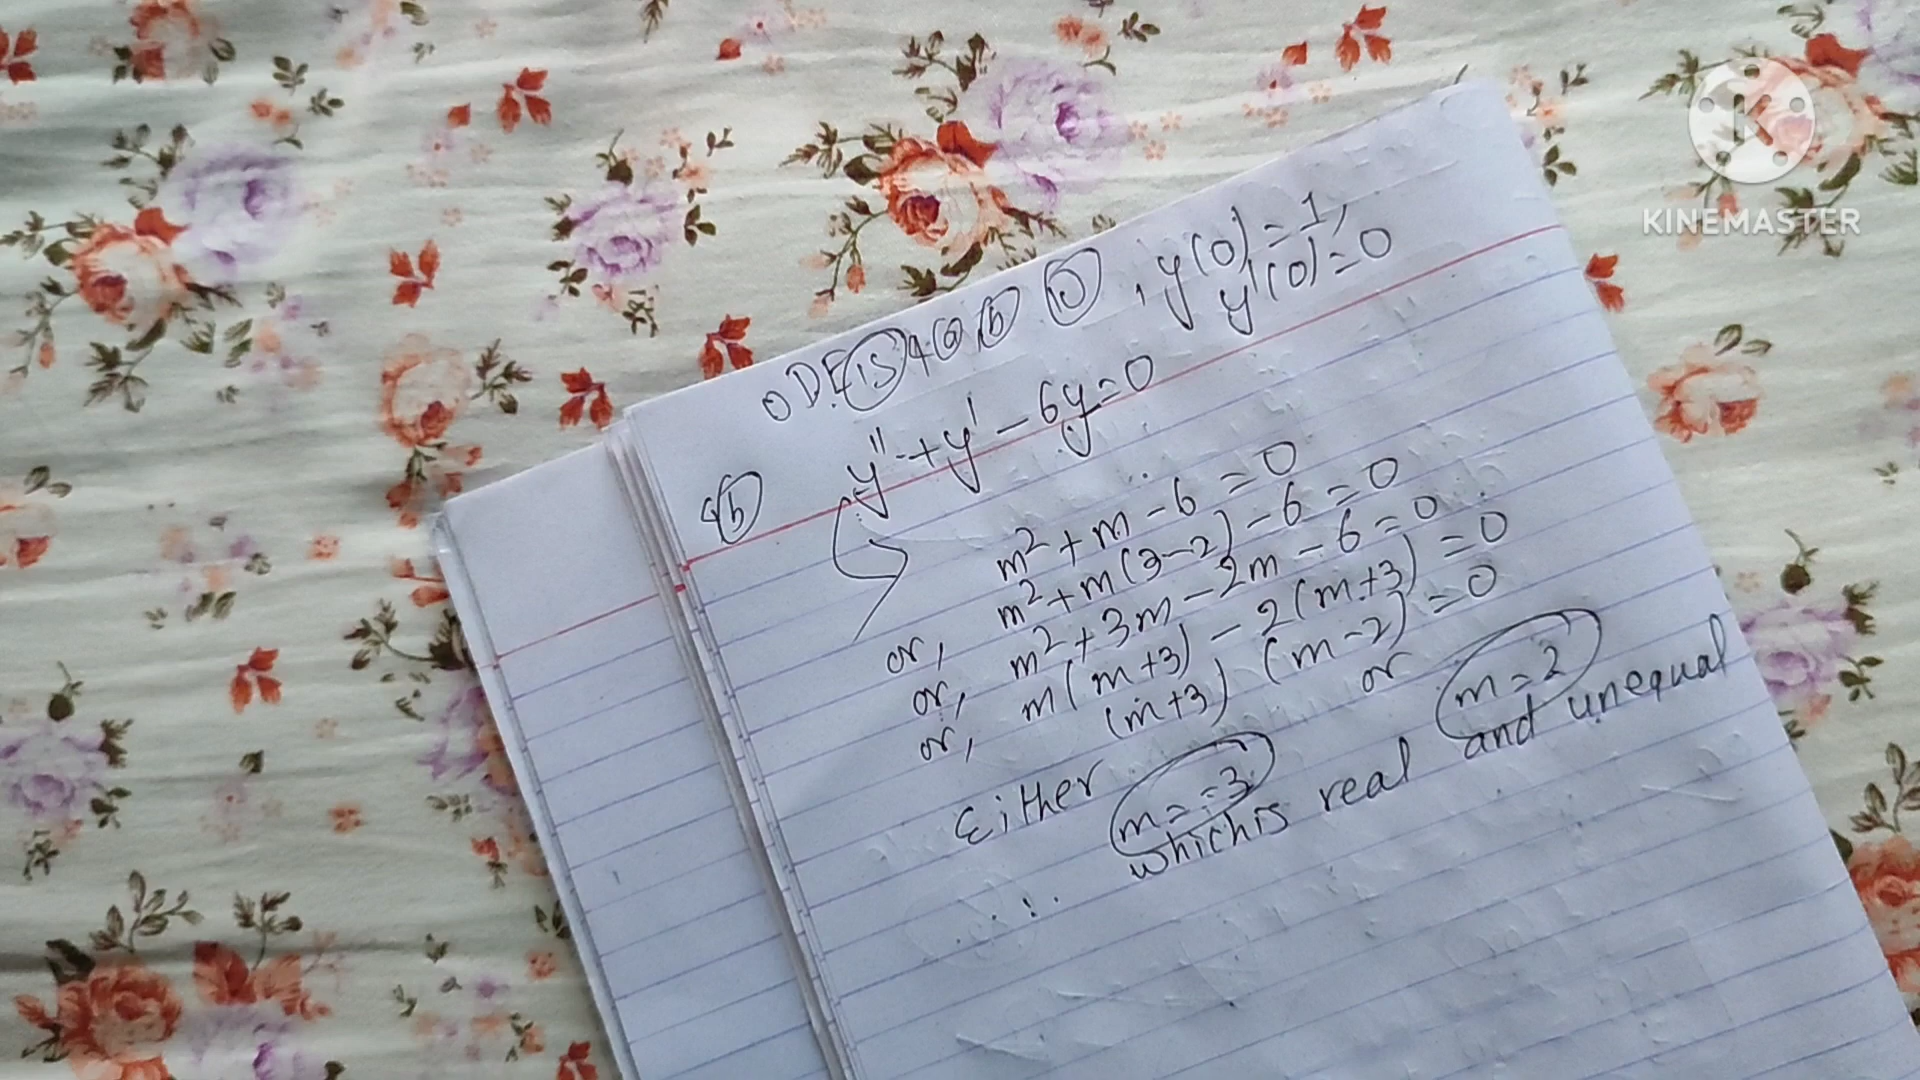 ODE 15 4 (a) (b) (c)
, y(0) = 1,
y'(0) = 0
(b) y'' + y' - 6y = 0
m² + m - 6 = 0
or, m² + m(3-2) - 6 = 0
or, m² + 3m - 2m - 6 = 0
or, m(m+3) - 2(m+3) = 0
(m+3) (m-2) = 0
Either m = -3 or m = 2
which is real and unequal
∴
KINEMASTER